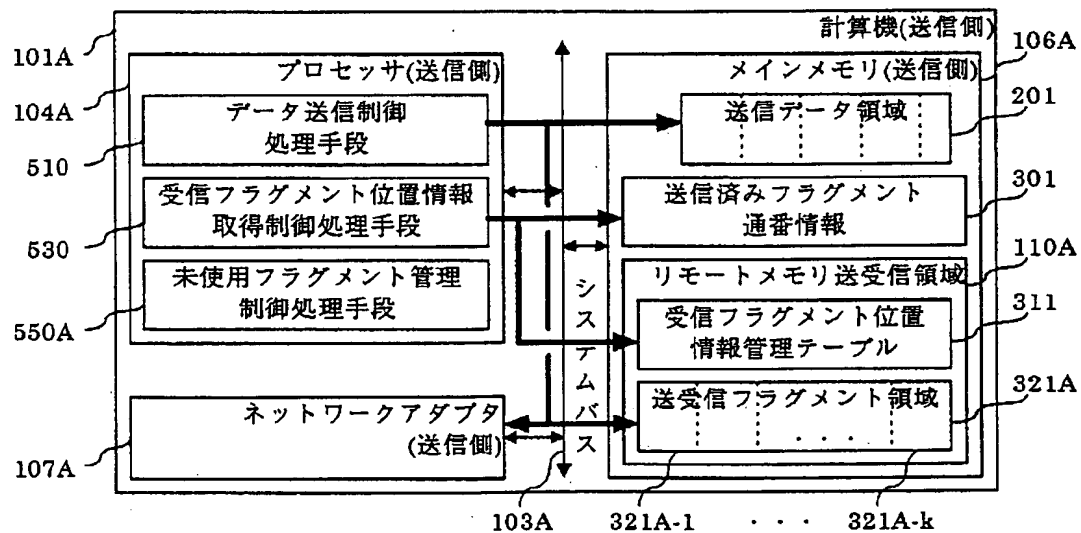 計算機(送信側)
101A
106A
プロセッサ(送信側)
メインメモリ(送信側)
104A
データ送信制御
処理手段
送信データ領域
201
510
受信フラグメント位置情報
取得制御処理手段
送信済みフラグメント
通番情報
301
530
110A
未使用フラグメント管理
制御処理手段
リモートメモリ送受信領域
550A
受信フラグメント位置
情報管理テーブル
311
システムバス
送受信フラグメント領域
321A
ネットワークアダプタ
(送信側)
107A
. . .
103A
321A-1 . . . 321A-k